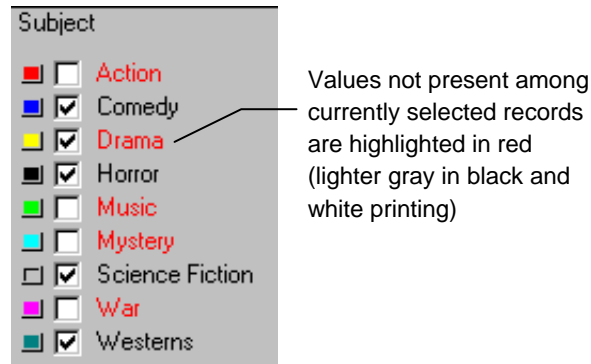 Subject
Action
Comedy
Drama
Horror
Music
Mystery
Science Fiction
War
Westerns
Values not present among
currently selected records
are highlighted in red
(lighter gray in black and
white printing)